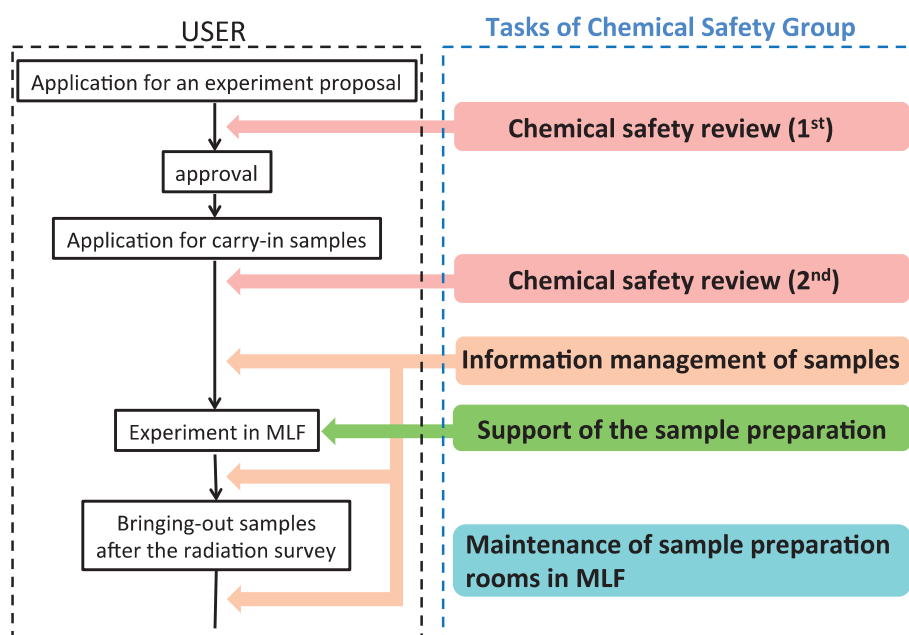 USER
Application for an experiment proposal
approval
Application for carry-in samples
Experiment in MLF
Bringing-out samples
after the radiation survey
Tasks of Chemical Safety Group
Chemical safety review (1st)
Chemical safety review (2nd)
Information management of samples
Support of the sample preparation
Maintenance of sample preparation
rooms in MLF